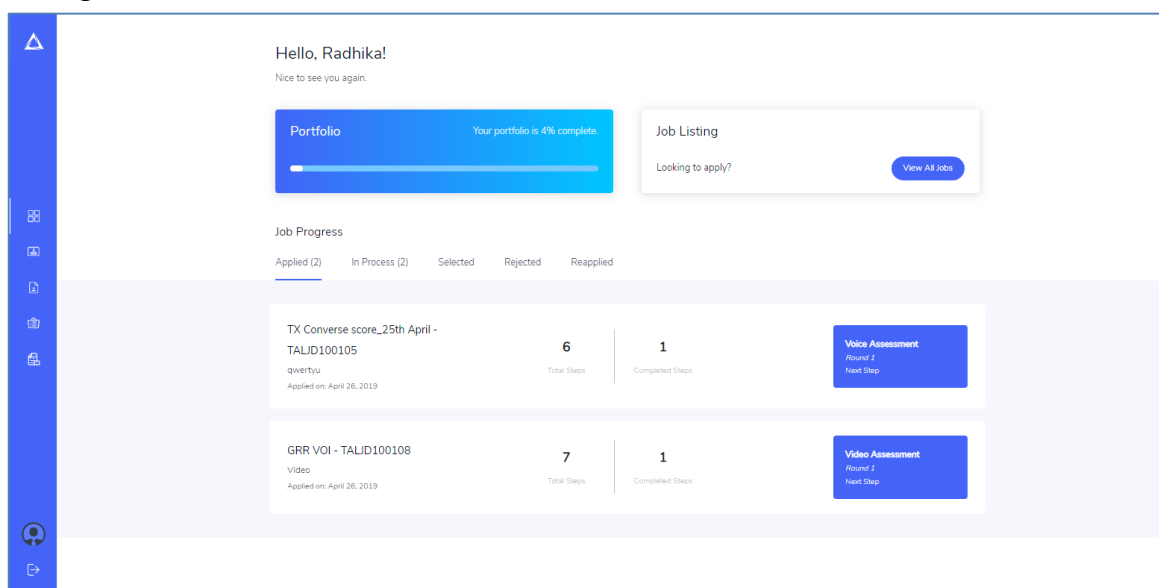 Hello, Radhika!
Nice to see you again.
Portfolio
Your portfolio is 4% complete.
Job Listing
Looking to apply?
View All Jobs
Job Progress
Applied (2)
In Process (2)
Selected
Rejected
Reapplied
TX Converse score_25th April -
TALJD100105
qwertyu
Applied on: April 26, 2019
6
Total Steps
1
Completed Steps
Voice Assessment
Round 1
Next Step
GRR VOI - TALJD100108
Video
Applied on: April 26, 2019
7
Total Steps
1
Completed Steps
Video Assessment
Round 1
Next Step